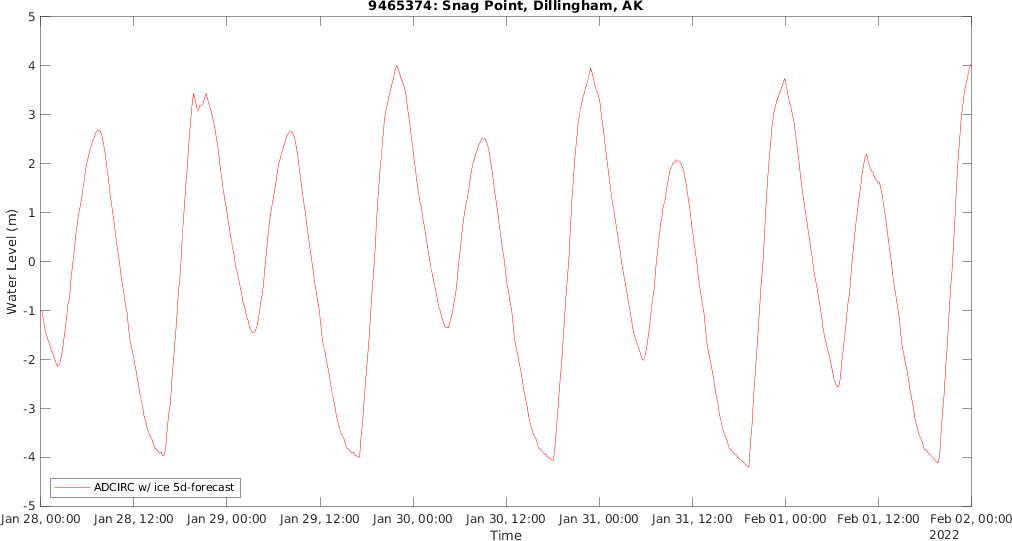 9465374: Snag Point, Dillingham, AK
5
4
3
2
1
0
-1
-2
-3
-4
-5
Water Level (m)
ADCIRC w/ ice 5d-forecast
Jan 28, 00:00 Jan 28, 12:00 Jan 29, 00:00 Jan 29, 12:00 Jan 30, 00:00 Jan 30, 12:00 Jan 31, 00:00 Jan 31, 12:00 Feb 01, 00:00 Feb 01, 12:00 Feb 02, 00:00
Time
2022